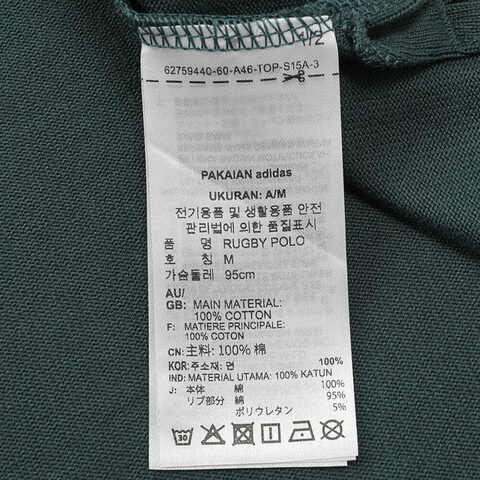 1/2
62759440-60-A46-TOP-S15A-3
PAKAIAN adidas
UKURAN: A/M
전기용품 및 생활용품 안전
관리법에 의한 품질표시
품 명 RUGBY POLO
호 칭 M
가슴둘레 95cm
AU/
GB: MAIN MATERIAL:
100% COTTON
F: MATIERE PRINCIPALE:
100% COTTON
CN: 主料: 100% 棉
KOR: 주소재: 면 100%
IND: MATERIAL UTAMA: 100% KATUN
J: 本体 綿 100%
リブ部分 綿 95%
ポリウレタン 5%
30